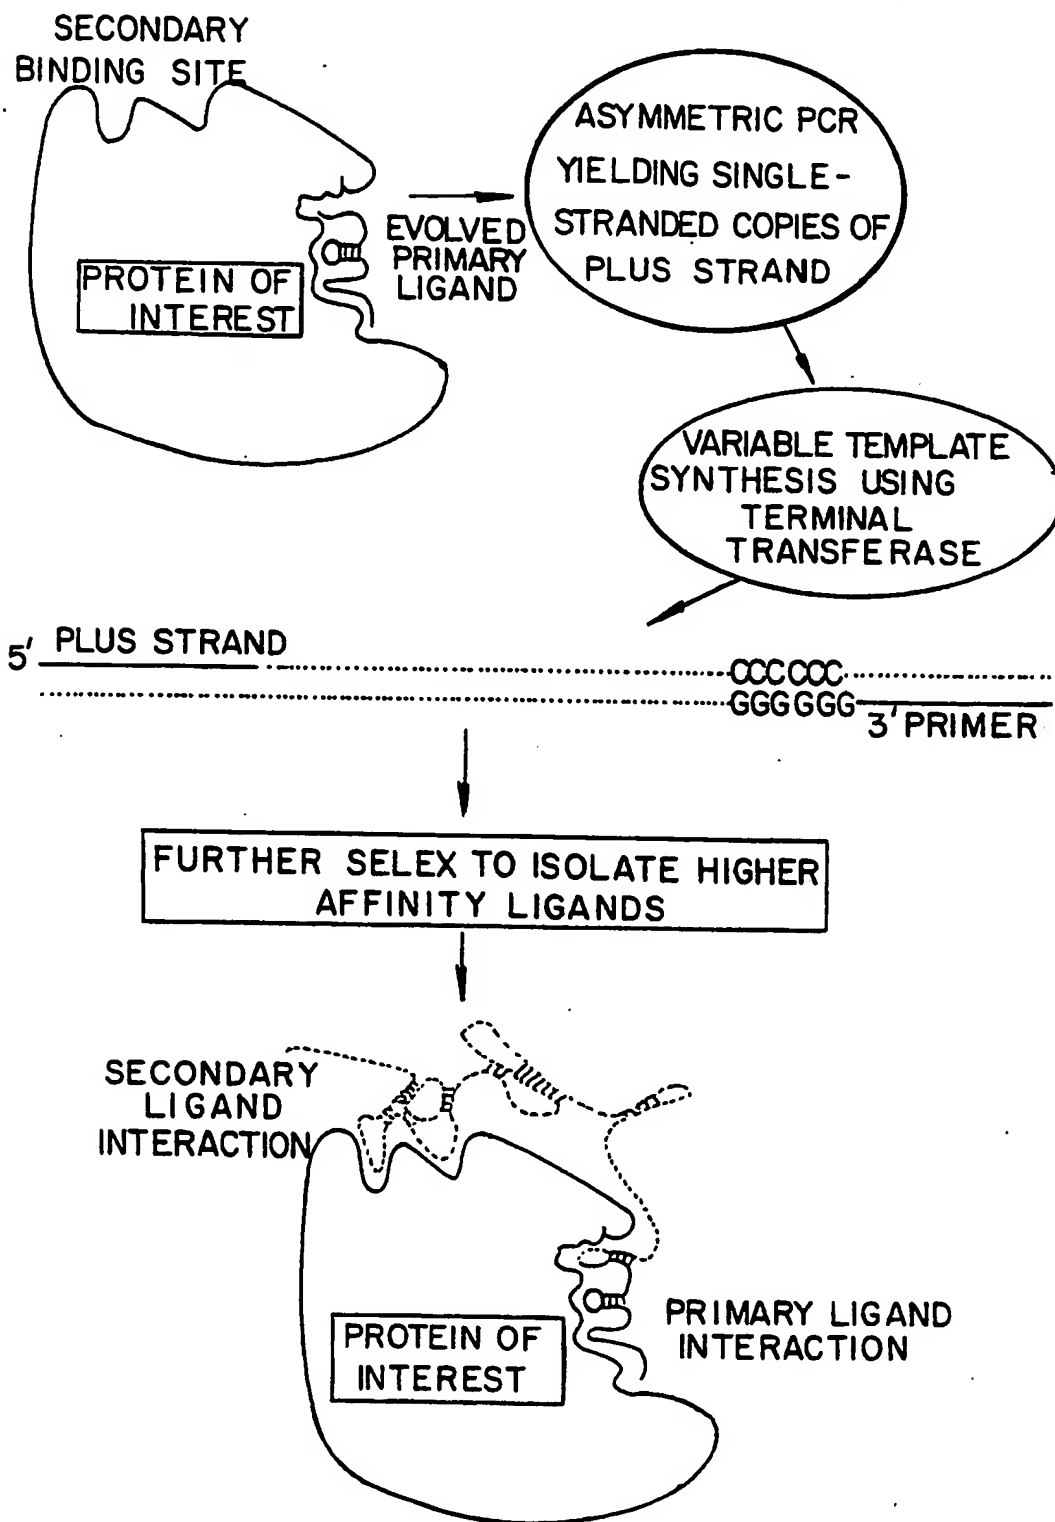 SECONDARY
BINDING SITE
PROTEIN OF
INTEREST
EVOLVED
PRIMARY
LIGAND
ASYMMETRIC PCR
YIELDING SINGLE-
STRANDED COPIES OF
PLUS STRAND
VARIABLE TEMPLATE
SYNTHESIS USING
TERMINAL
TRANSFERASE
5' PLUS STRAND
CCCCCC
GGGGGG
3' PRIMER
FURTHER SELEX TO ISOLATE HIGHER
AFFINITY LIGANDS
SECONDARY
LIGAND
INTERACTION
PROTEIN OF
INTEREST
PRIMARY LIGAND
INTERACTION